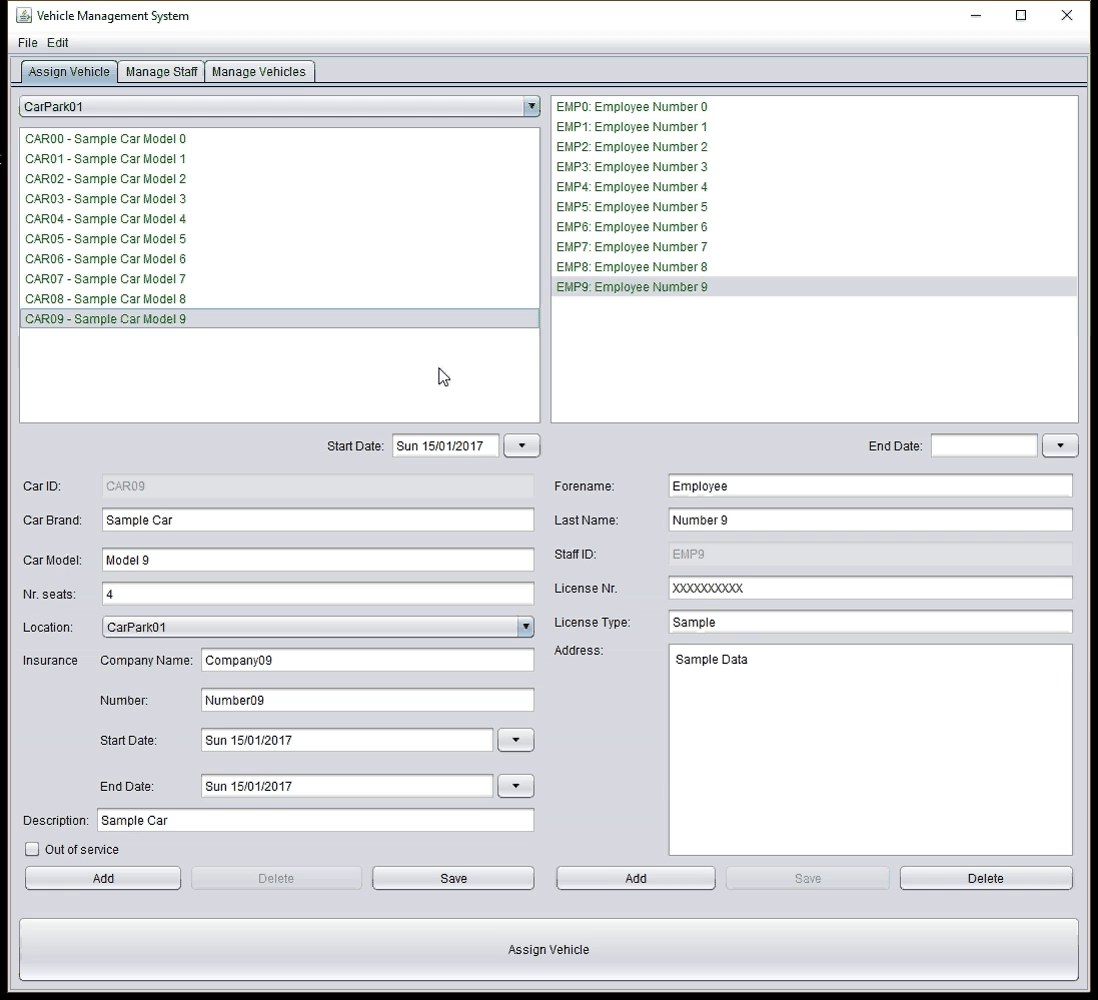 Vehicle Management System
File Edit
Assign Vehicle Manage Staff Manage Vehicles
CarPark01
CAR00 - Sample Car Model 0
CAR01 - Sample Car Model 1
CAR02 - Sample Car Model 2
CAR03 - Sample Car Model 3
CAR04 - Sample Car Model 4
CAR05 - Sample Car Model 5
CAR06 - Sample Car Model 6
CAR07 - Sample Car Model 7
CAR08 - Sample Car Model 8
CAR09 - Sample Car Model 9
EMP0: Employee Number 0
EMP1: Employee Number 1
EMP2: Employee Number 2
EMP3: Employee Number 3
EMP4: Employee Number 4
EMP5: Employee Number 5
EMP6: Employee Number 6
EMP7: Employee Number 7
EMP8: Employee Number 8
EMP9: Employee Number 9
Start Date: Sun 15/01/2017
End Date:
Car ID: CAR09
Car Brand: Sample Car
Car Model: Model 9
Nr. seats: 4
Location: CarPark01
Insurance Company Name: Company09
Number: Number09
Start Date: Sun 15/01/2017
End Date: Sun 15/01/2017
Description: Sample Car
Out of service
Add Delete Save
Forename: Employee
Last Name: Number 9
Staff ID: EMP9
License Nr. XXXXXXXXXX
License Type: Sample
Address: Sample Data
Add Save Delete
Assign Vehicle